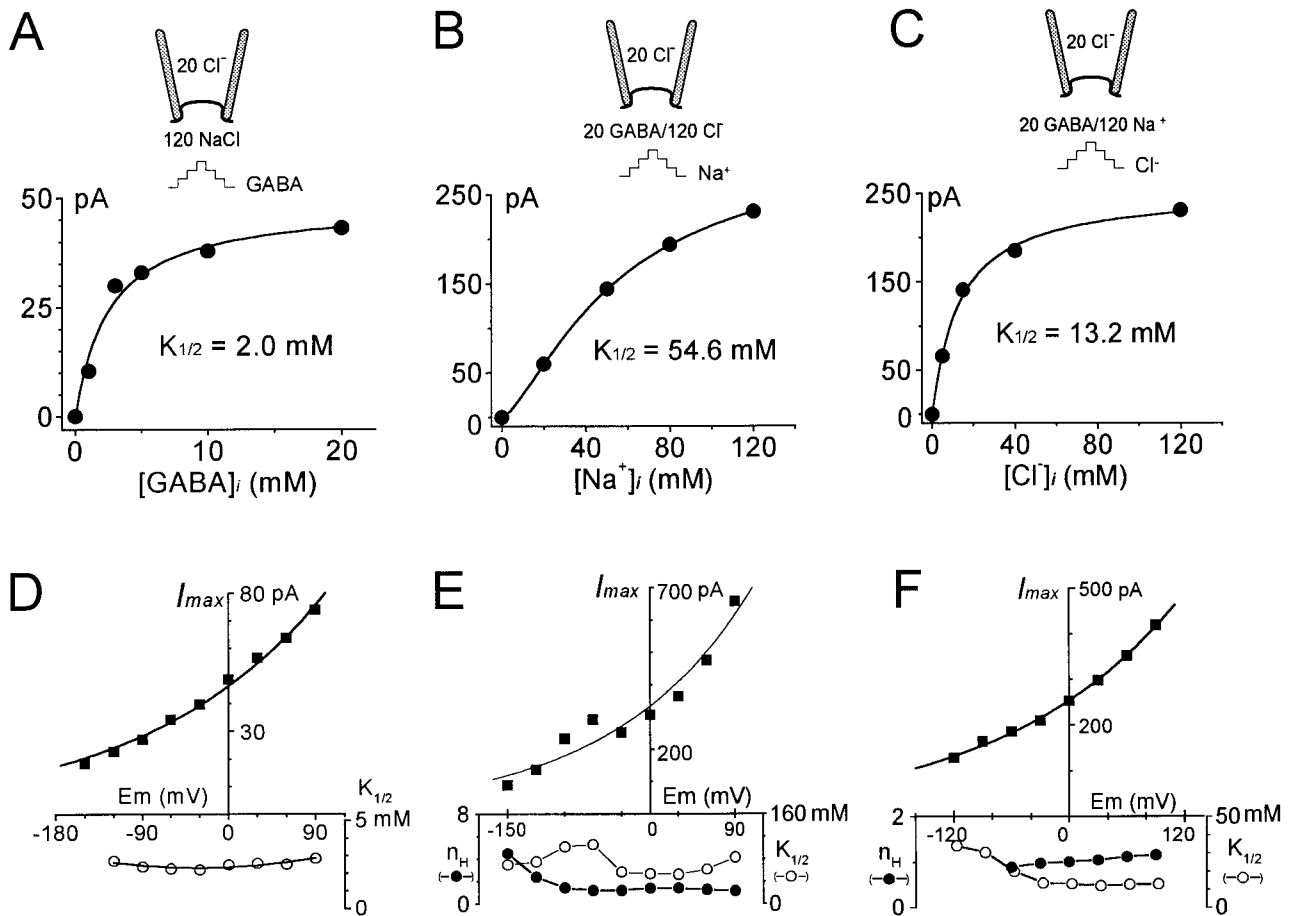 A
20 Cl⁻
120 NaCl
GABA
pA
50
25
0
K1/2 = 2.0 mM
0 10 20
[GABA]i (mM)
B
20 Cl⁻
20 GABA/120 Cl⁻
Na⁺
250
pA
150
50
0
K1/2 = 54.6 mM
0 40 80 120
[Na⁺]i (mM)
C
20 Cl⁻
20 GABA/120 Na⁺
Cl⁻
250
pA
150
50
0
K1/2 = 13.2 mM
0 40 80 120
[Cl⁻]i (mM)
D
Imax
80 pA
30
Em (mV)
K1/2
-180 -90 0 90
5 mM
0
E
Imax
700 pA
200
Em (mV)
8
160 mM
-150 0 90
nH
K1/2
0
0
F
Imax
500 pA
200
Em (mV)
2
50 mM
-120 0 120
1
nH
K1/2
0
0